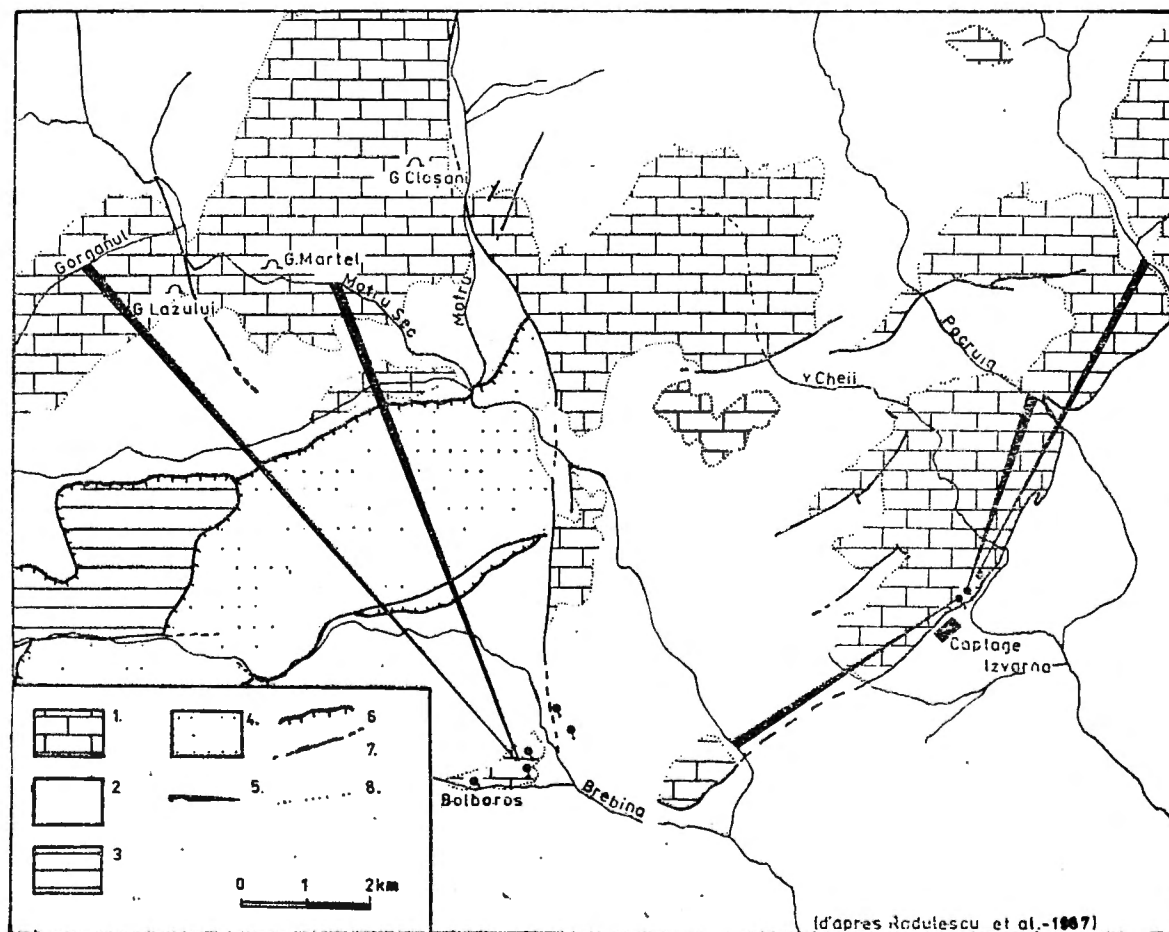 G.Cloșani
Gorganul
G.Martel
Motru Sec
Motru
G Lazului
Pocruia
v Cheii
Captage
Izvarna
Bolboros
Brebina
1.
4.
6
7.
2
5.
8.
3
0 1 2km
(d'apres Radulescu et al.-1987)